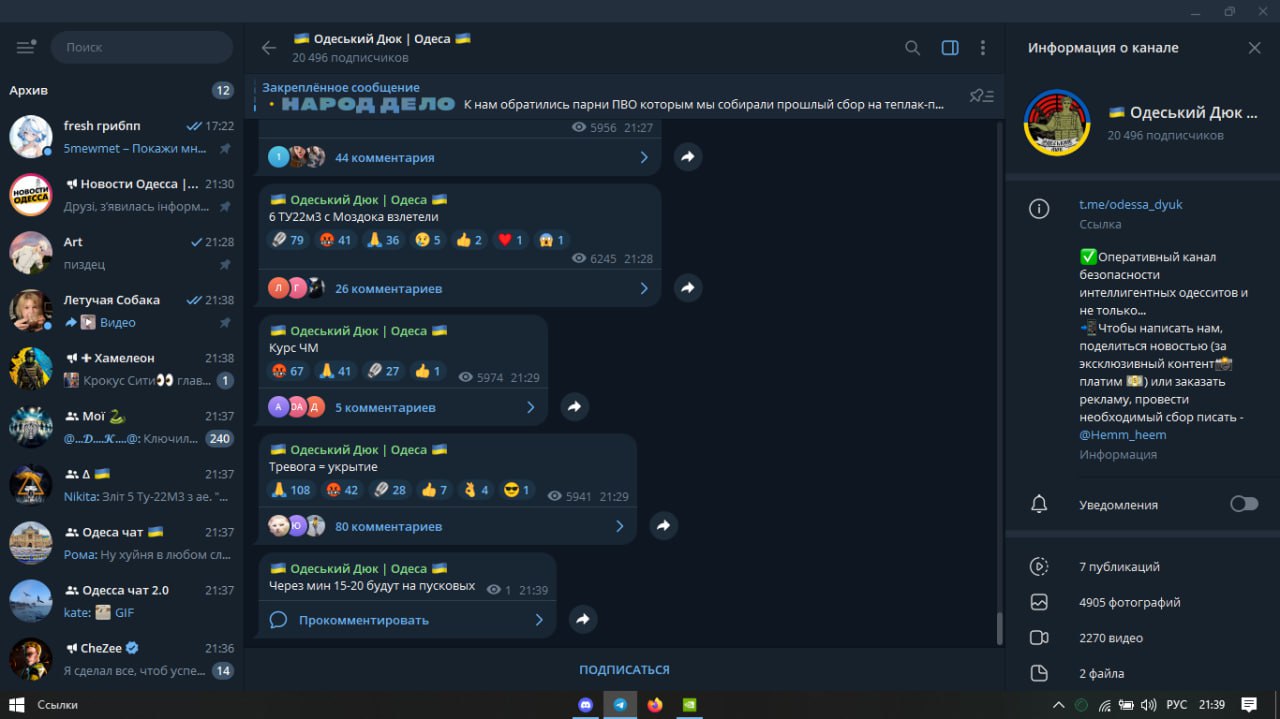 Поиск
Архив
12
fresh грибпп
17:22
5mewmet – Покажи мн...
Новости Одесса |...
21:30
Друзі, з’явилась інформ...
НОВОСТИ
ОДЕССА
Art
21:28
пиздец
Летучая Собака
21:38
Видео
Хамелеон
21:38
Крокус Сити👀 глав...
1
Мої 🐍
21:37
@...𝓓....𝓚....@: Ключил...
240
Δ 🇺🇦
21:37
Nikita: Зліт 5 Ту-22М3 з ае. "...
Одеса чат 🇺🇦
21:37
Рома: Ну хуйня в любом сл...
Одесса чат 2.0
21:37
kate: GIF
CheZee
21:36
Я сделал все, чтоб успе...
14
🇺🇦 Одеський Дюк | Одеса 🇺🇦
20 496 подписчиков
Закреплённое сообщение
🔸 НАРОД ДЕЛО К нам обратились парни ПВО которым мы собирали прошлый сбор на теплак-п...
5956 21:27
1
44 комментария
🇺🇦 Одеський Дюк | Одеса 🇺🇦
6 ТУ22м3 с Моздока взлетели
79 🤬 41 🙏 36 😢 5 👍 2 ❤️ 1 😱 1
6245 21:28
Л Г
26 комментариев
🇺🇦 Одеський Дюк | Одеса 🇺🇦
Курс ЧМ
🤬 67 🙏 41 27 👍 1
5974 21:29
А DA Д
5 комментариев
🇺🇦 Одеський Дюк | Одеса 🇺🇦
Тревога = укрытие
🙏 108 🤬 42 28 👍 7 👌 4 😎 1
5941 21:29
Ю
80 комментариев
🇺🇦 Одеський Дюк | Одеса 🇺🇦
Через мин 15-20 будут на пусковых
1 21:39
Прокомментировать
ПОДПИСАТЬСЯ
Информация о канале
🇺🇦 Одеський Дюк ...
20 496 подписчиков
t.me/odessa_dyuk
Ссылка
✅Оперативный канал
безопасности
интеллигентных одесситов и
не только...
📲Чтобы написать нам,
поделиться новостью (за
эксклюзивный контент📸
платим 💵) или заказать
рекламу, провести
необходимый сбор писать -
@Hemm_heem
Информация
Уведомления
7 публикаций
4905 фотографий
2270 видео
2 файла
Ссылки
РУС
21:39